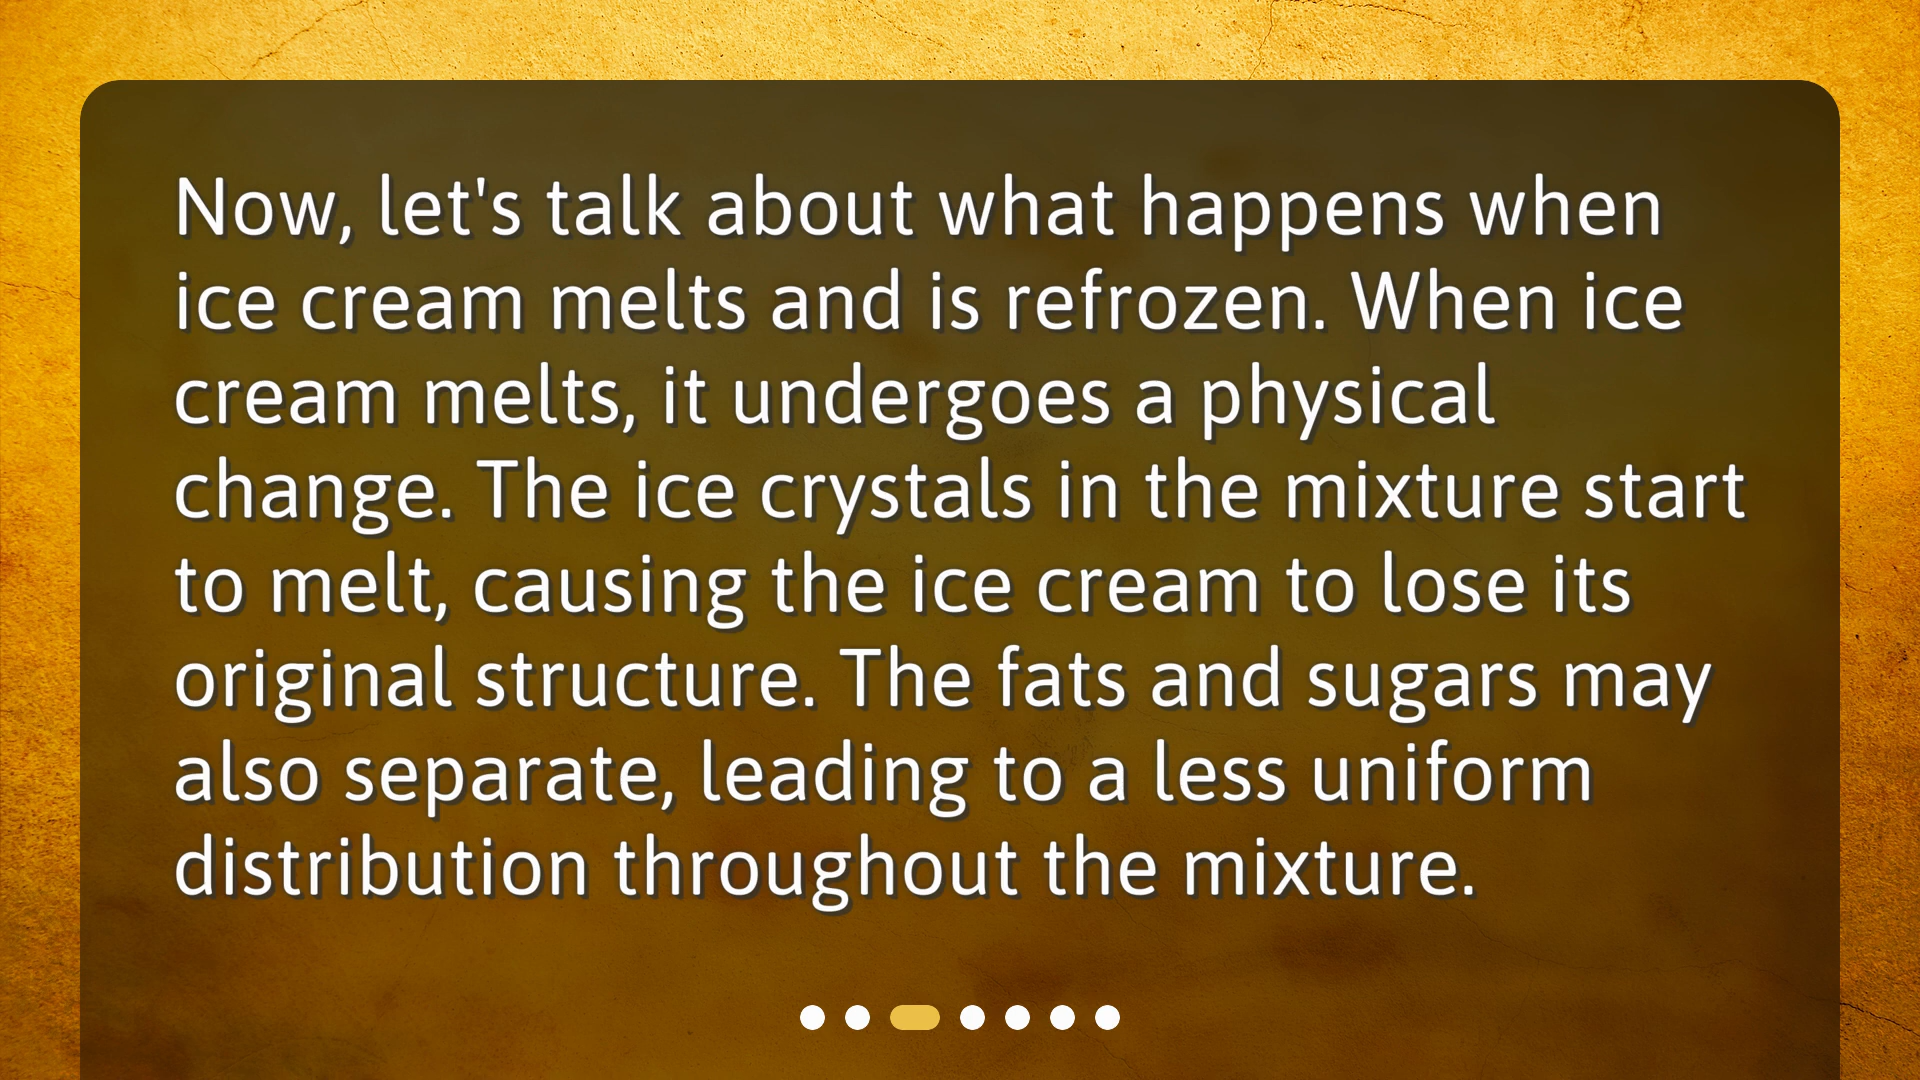 Now, let's talk about what happens when
ice cream melts and is refrozen. When ice
cream melts, it undergoes a physical
change. The ice crystals in the mixture start
to melt, causing the ice cream to lose its
original structure. The fats and sugars may
also separate, leading to a less uniform
distribution throughout the mixture.